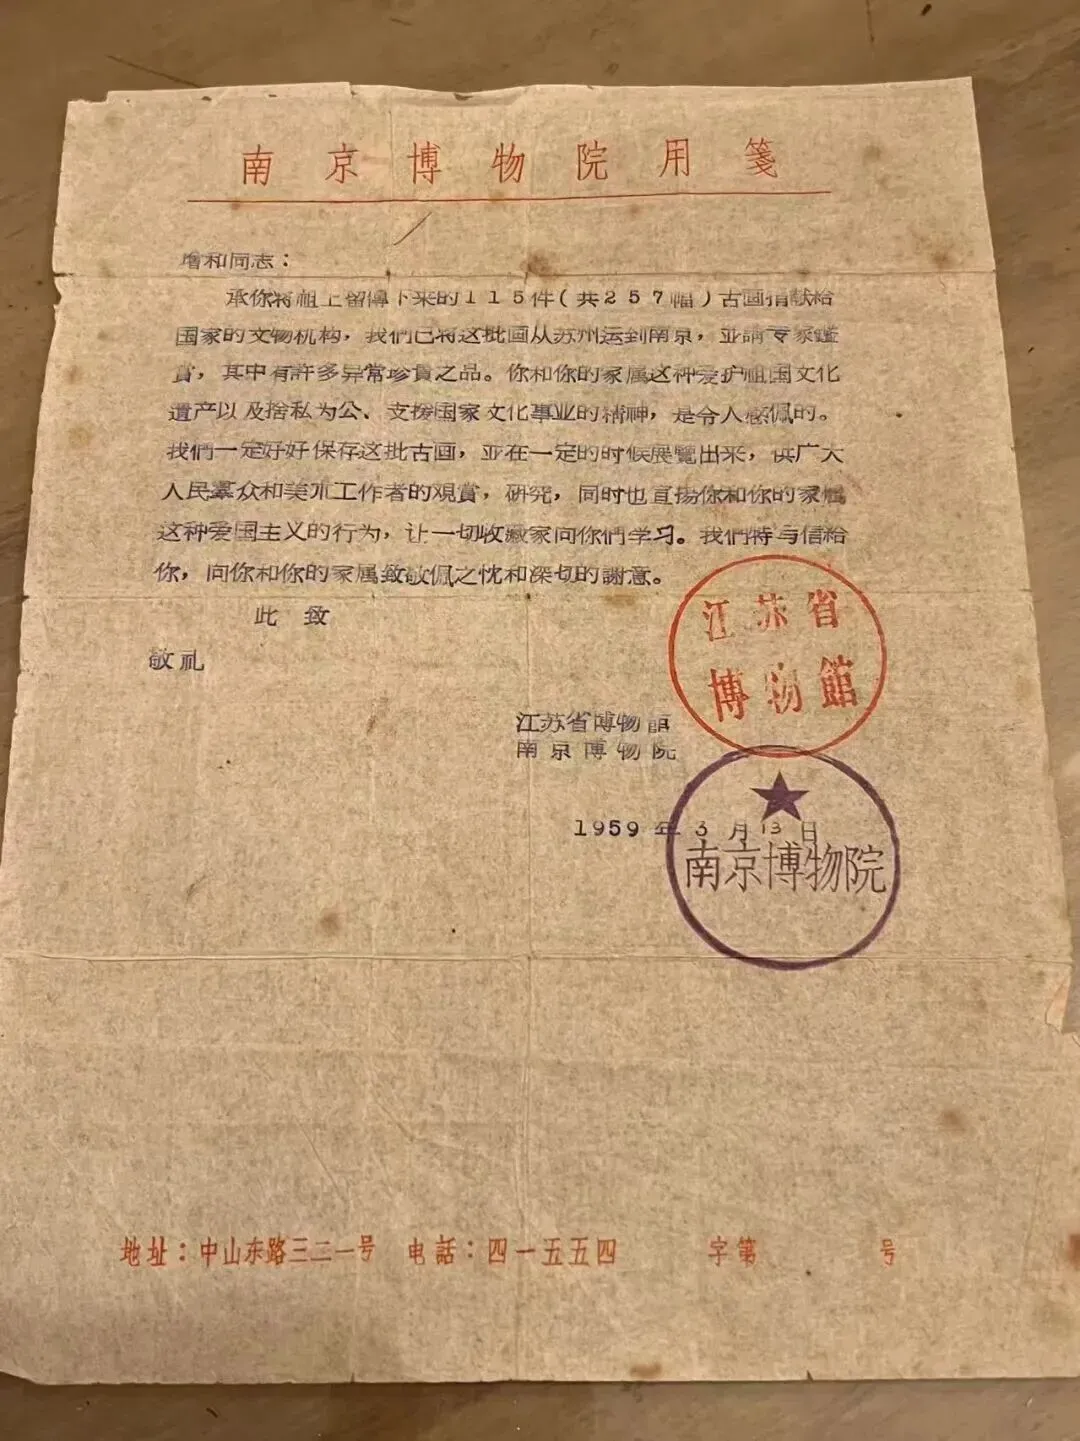 南京博物院用箋
增和同志：
承你将祖上留傳下来的115件（共257幅）古画捐献给
国家的文物机构，我們已将这批画从苏州运到南京，並請专家鑑
賞，其中有許多异常珍貴之品。你和你的家属这种爱护祖国文化
遺产以及捨私为公、支援国家文化事业的精神，是令人感佩的。
我們一定好好保存这批古画，並在一定的时候展覽出来，供广大
人民羣众和美朮工作者的观賞，研究，同时也宣揚你和你的家属
这种爱国主义的行为，让一切收藏家向你們学习。我們特与信給
你，向你和你的家属致敬佩之忱和深切的謝意。
此致
敬礼
江苏省
博物館
江苏省博物館
南京博物院
1959年3月13日
南京博物院
地址：中山东路三二一号 电話：四一五五四 字第 号